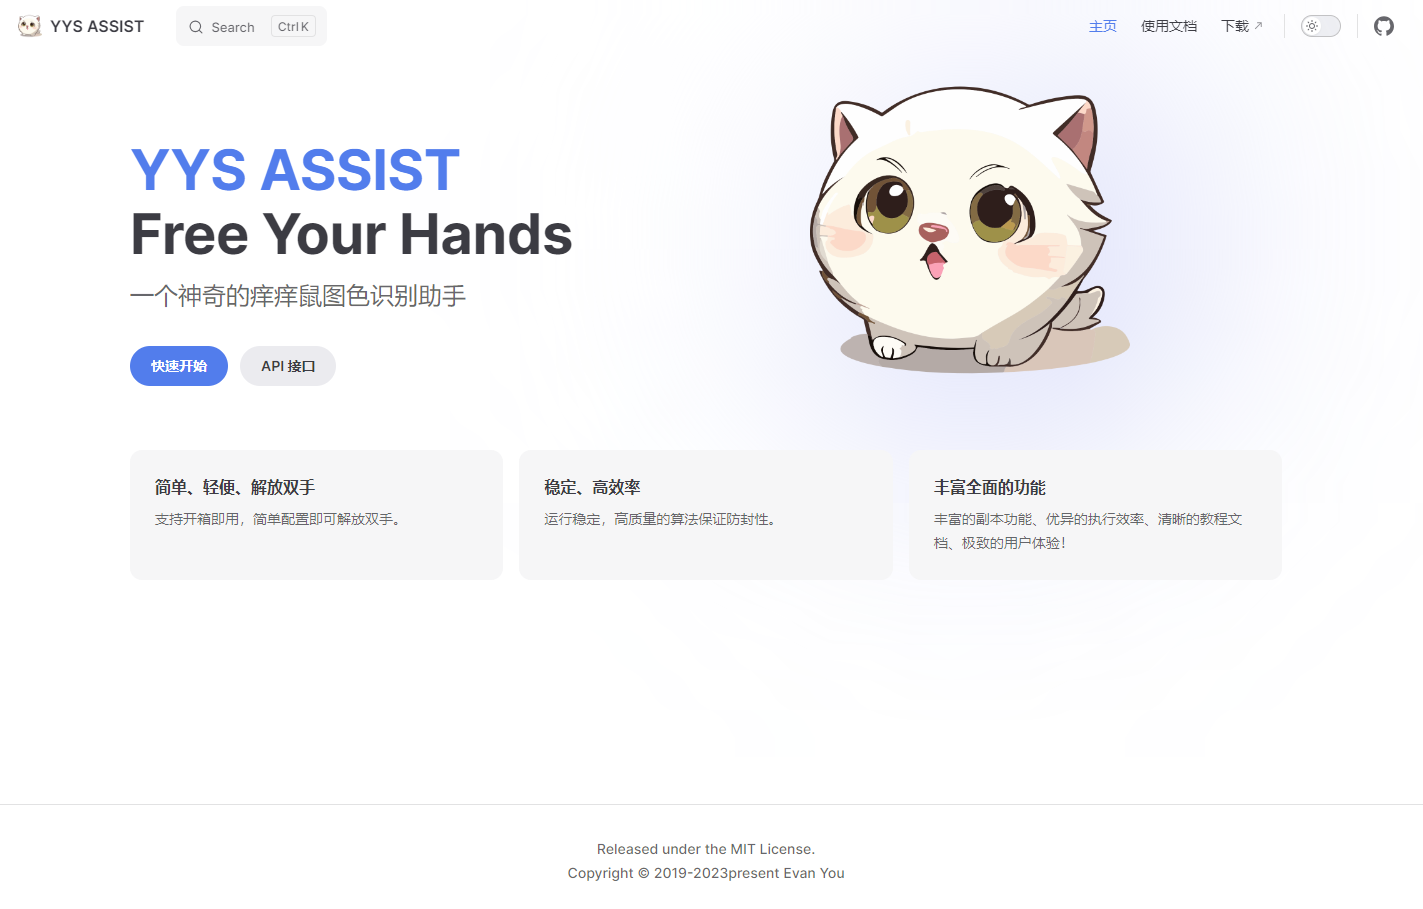 YYS ASSIST
Search
Ctrl K
主页
使用文档
下载
YYS ASSIST
Free Your Hands
一个神奇的痒痒鼠图色识别助手
快速开始
API 接口
简单、轻便、解放双手
支持开箱即用，简单配置即可解放双手。
稳定、高效率
运行稳定，高质量的算法保证防封性。
丰富全面的功能
丰富的副本功能、优异的执行效率、清晰的教程文
档、极致的用户体验！
Released under the MIT License.
Copyright © 2019-2023present Evan You